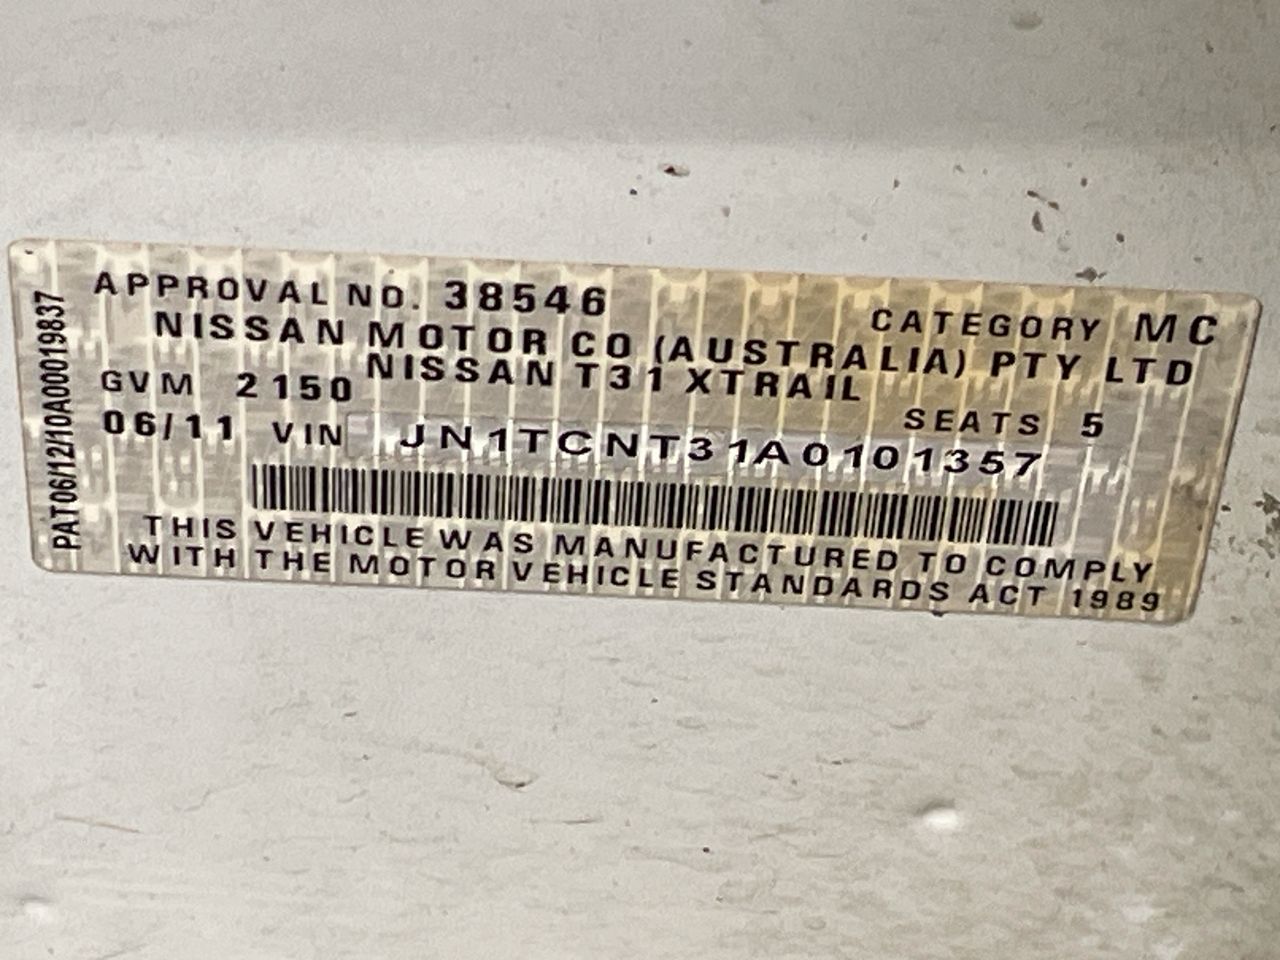 APPROVAL NO. 38546 CATEGORY MC
NISSAN MOTOR CO (AUSTRALIA) PTY LTD
NISSAN T31 XTRAIL
GVM 2150 SEATS 5
06/11 VIN JN1TCNT31A0101357
THIS VEHICLE WAS MANUFACTURED TO COMPLY
WITH THE MOTOR VEHICLE STANDARDS ACT 1989
PAT06/12/10A00019837